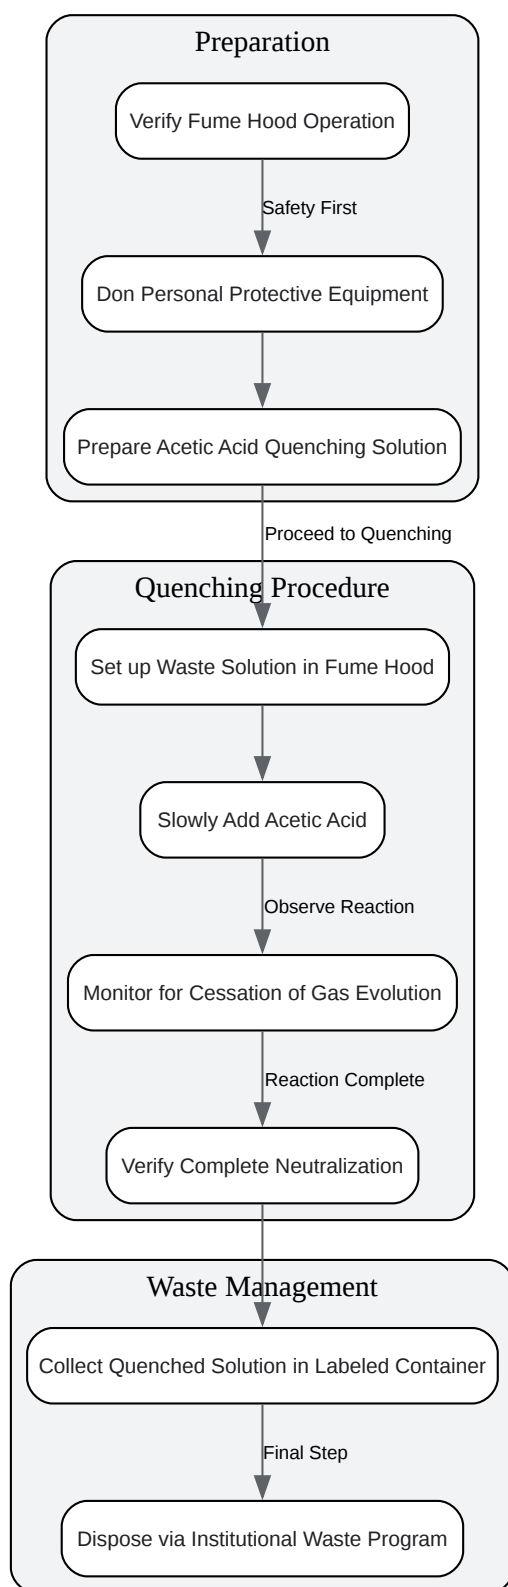 Preparation
Verify Fume Hood Operation
Safety First
Don Personal Protective Equipment
Prepare Acetic Acid Quenching Solution
Proceed to Quenching
Quenching Procedure
Set up Waste Solution in Fume Hood
Slowly Add Acetic Acid
Observe Reaction
Monitor for Cessation of Gas Evolution
Reaction Complete
Verify Complete Neutralization
Waste Management
Collect Quenched Solution in Labeled Container
Final Step
Dispose via Institutional Waste Program